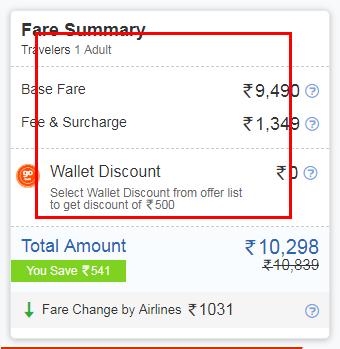 Fare Summary
Travelers 1 Adult
Base Fare ₹9,490 ?
Fee & Surcharge ₹1,349 ?
go Wallet Discount ₹0 ?
Select Wallet Discount from offer list
to get discount of ₹500
Total Amount ₹10,298
You Save ₹541 ₹10,839
Fare Change by Airlines ₹1031 ?